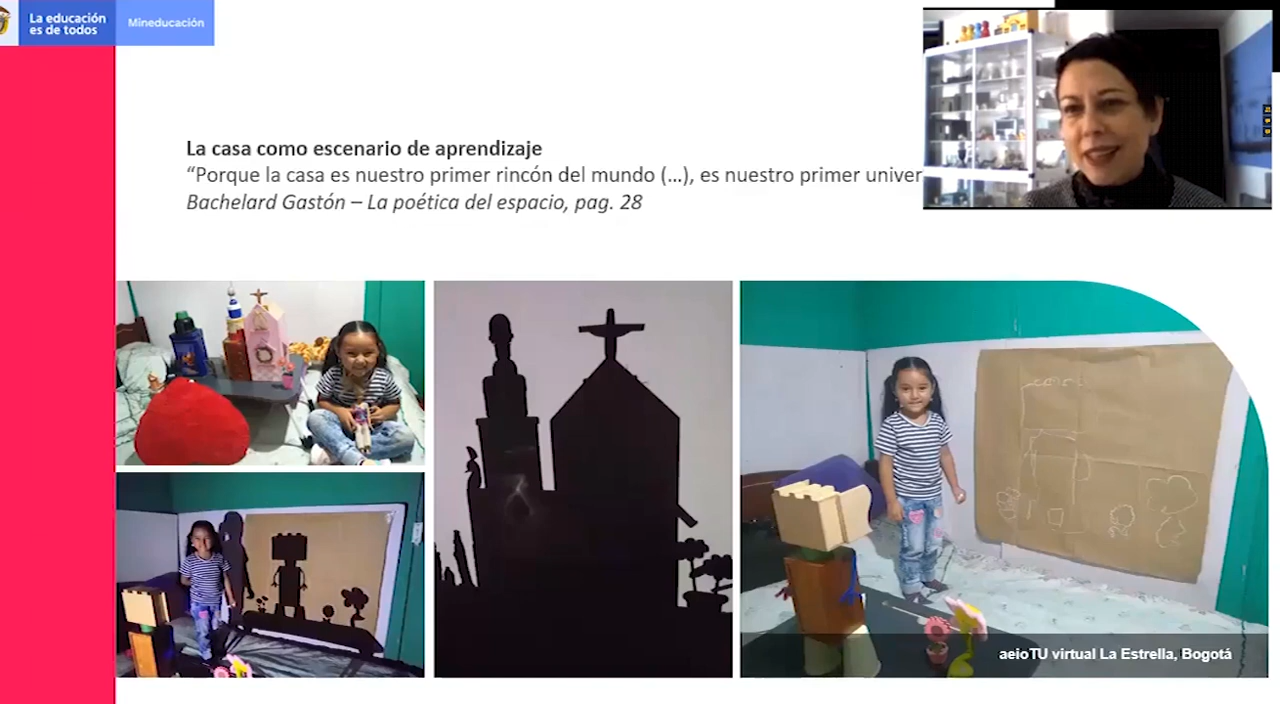 La educación
es de todos
Mineducación
La casa como escenario de aprendizaje
“Porque la casa es nuestro primer rincón del mundo (…), es nuestro primer univer
Bachelard Gastón – La poética del espacio, pag. 28
aeioTU virtual La Estrella, Bogotá